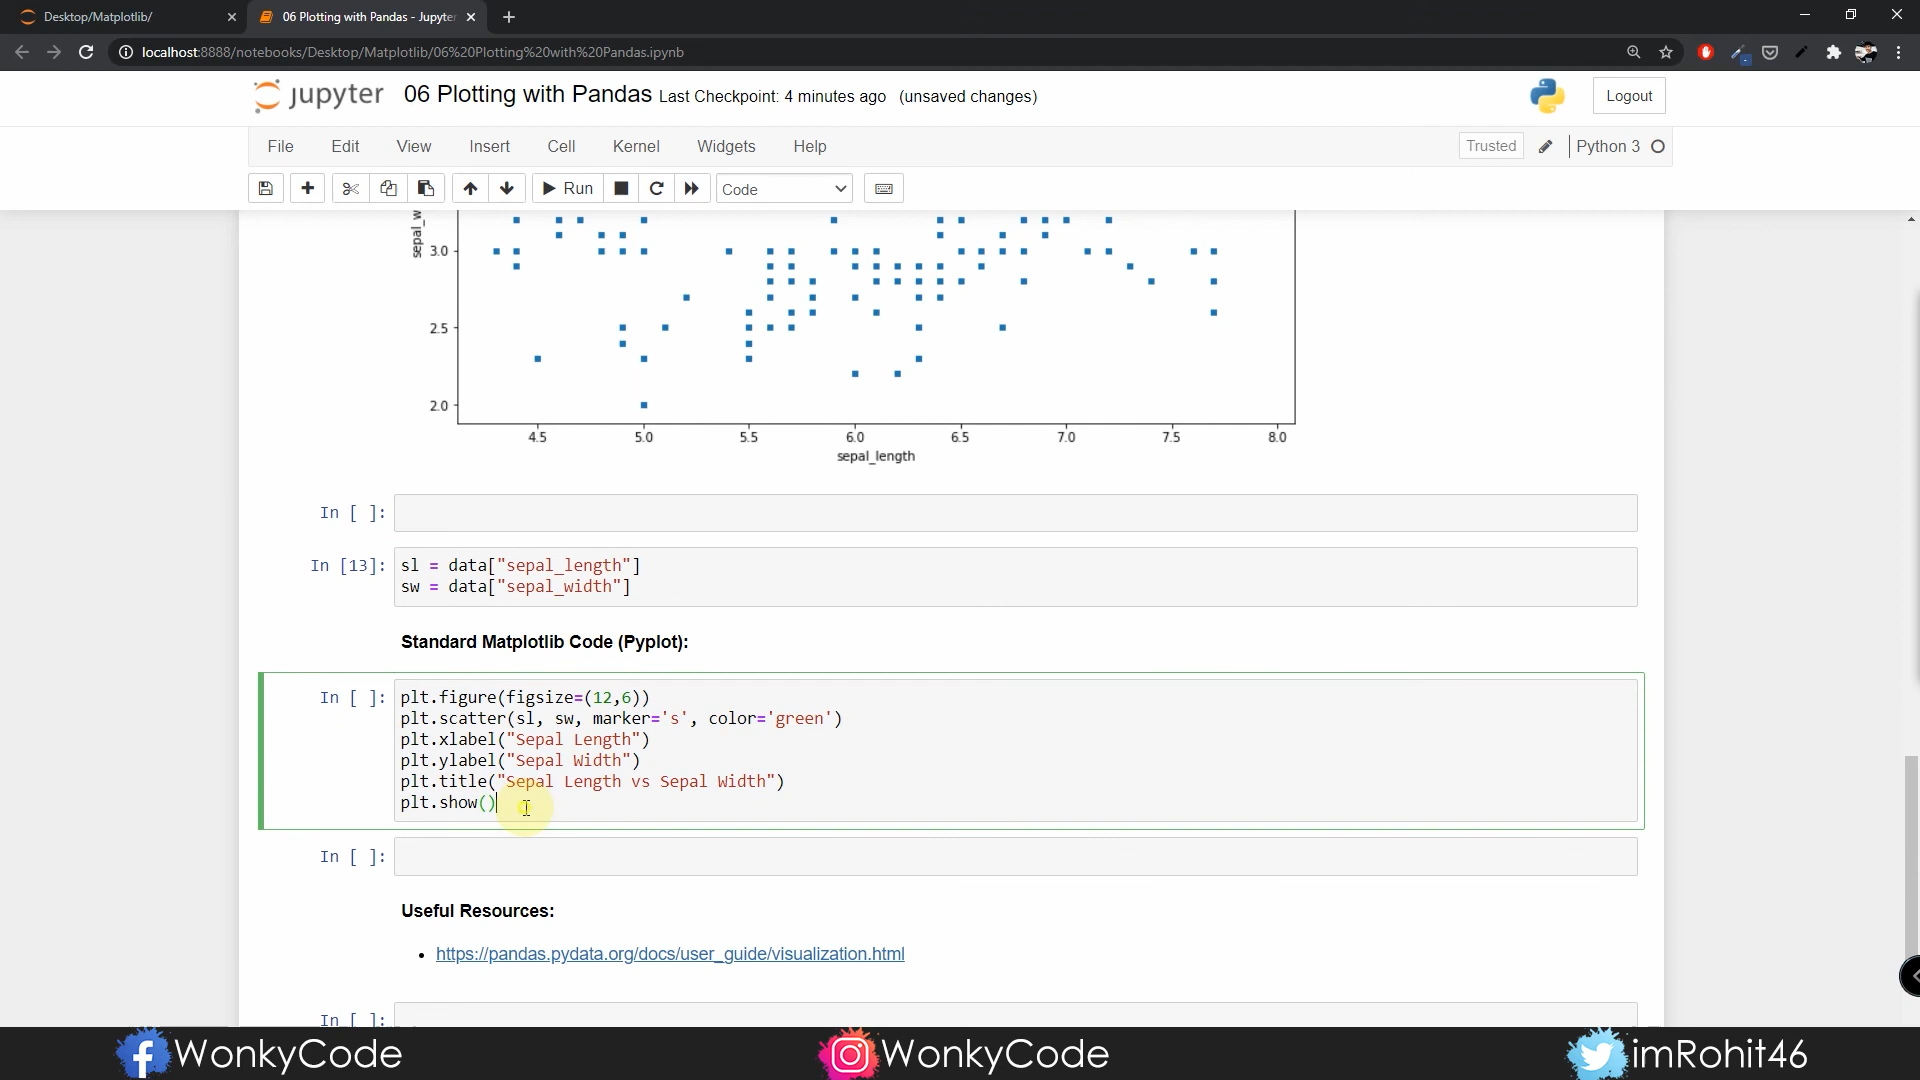 Desktop/Matplotlib/
06 Plotting with Pandas - Jupyter
localhost:8888/notebooks/Desktop/Matplotlib/06%20Plotting%20with%20Pandas.ipynb
jupyter 06 Plotting with Pandas Last Checkpoint: 4 minutes ago (unsaved changes) Logout
File Edit View Insert Cell Kernel Widgets Help Trusted Python 3
Run Code
sepal_w
3.0
2.5
2.0
4.5 5.0 5.5 6.0 6.5 7.0 7.5 8.0
sepal_length
In [ ]:
In [13]: sl = data["sepal_length"]
sw = data["sepal_width"]
Standard Matplotlib Code (Pyplot):
In [ ]: plt.figure(figsize=(12,6))
plt.scatter(sl, sw, marker='s', color='green')
plt.xlabel("Sepal Length")
plt.ylabel("Sepal Width")
plt.title("Sepal Length vs Sepal Width")
plt.show()
In [ ]:
Useful Resources:
https://pandas.pydata.org/docs/user_guide/visualization.html
In [ ]:
WonkyCode WonkyCode imRohit46